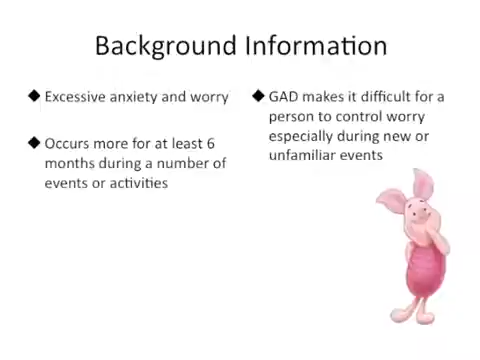 Background Information
Excessive anxiety and worry
Occurs more for at least 6
months during a number of
events or activities
GAD makes it difficult for a
person to control worry
especially during new or
unfamiliar events